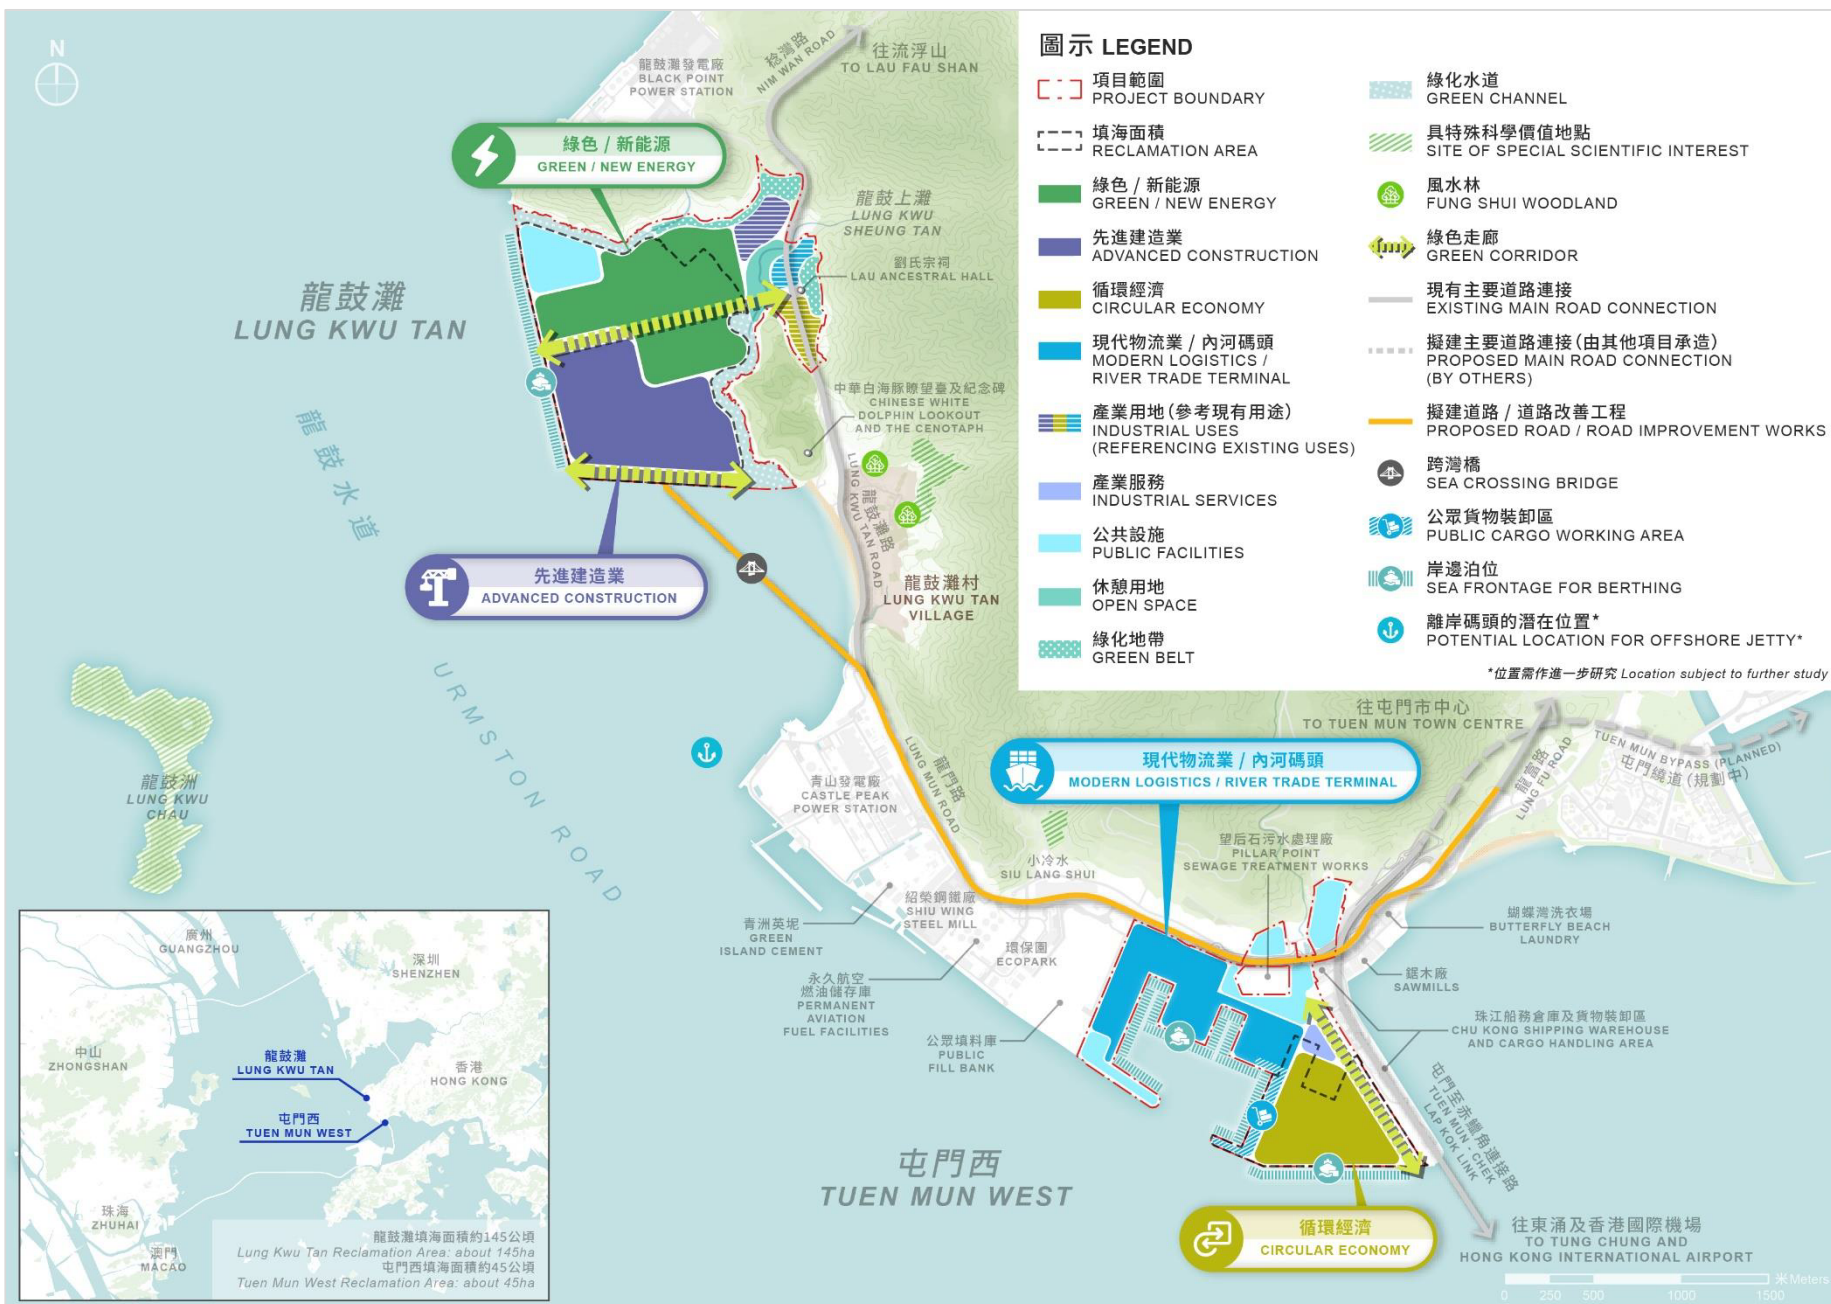 N
龍鼓灘發電廠
BLACK POINT
POWER STATION
稔灣路
NIM WAN ROAD
往流浮山
TO LAU FAU SHAN
綠色 / 新能源
GREEN / NEW ENERGY
龍鼓上灘
LUNG KWU
SHEUNG TAN
劉氏宗祠
LAU ANCESTRAL HALL
龍鼓灘
LUNG KWU TAN
中華白海豚瞭望臺及紀念碑
CHINESE WHITE
DOLPHIN LOOKOUT
AND THE CENOTAPH
龍鼓水道
龍鼓灘路
LUNG KWU TAN ROAD
先進建造業
ADVANCED CONSTRUCTION
龍鼓灘村
LUNG KWU TAN
VILLAGE
URMSTON ROAD
龍鼓洲
LUNG KWU
CHAU
青山發電廠
CASTLE PEAK
POWER STATION
龍門路
LUNG MUN ROAD
現代物流業 / 內河碼頭
MODERN LOGISTICS / RIVER TRADE TERMINAL
往屯門市中心
TO TUEN MUN TOWN CENTRE
龍富路
LUNG FU ROAD
TUEN MUN BYPASS (PLANNED)
屯門繞道 (規劃中)
小冷水
SIU LANG SHUI
望后石污水處理廠
PILLAR POINT
SEWAGE TREATMENT WORKS
紹榮鋼鐵廠
SHIU WING
STEEL MILL
青洲英坭
GREEN
ISLAND CEMENT
環保園
ECOPARK
永久航空
燃油儲存庫
PERMANENT
AVIATION
FUEL FACILITIES
公眾填料庫
PUBLIC
FILL BANK
蝴蝶灣洗衣場
BUTTERFLY BEACH
LAUNDRY
鋸木廠
SAWMILLS
珠江船務倉庫及貨物裝卸區
CHU KONG SHIPPING WAREHOUSE
AND CARGO HANDLING AREA
屯門至赤鱲角連接路
TUEN MUN - CHEK
LAP KOK LINK
屯門西
TUEN MUN WEST
循環經濟
CIRCULAR ECONOMY
往東涌及香港國際機場
TO TUNG CHUNG AND
HONG KONG INTERNATIONAL AIRPORT
米 Meters
0 250 500 1000 1500
圖示 LEGEND
項目範圍
PROJECT BOUNDARY
填海面積
RECLAMATION AREA
綠色 / 新能源
GREEN / NEW ENERGY
先進建造業
ADVANCED CONSTRUCTION
循環經濟
CIRCULAR ECONOMY
現代物流業 / 內河碼頭
MODERN LOGISTICS /
RIVER TRADE TERMINAL
產業用地(參考現有用途)
INDUSTRIAL USES
(REFERENCING EXISTING USES)
產業服務
INDUSTRIAL SERVICES
公共設施
PUBLIC FACILITIES
休憩用地
OPEN SPACE
綠化地帶
GREEN BELT
綠化水道
GREEN CHANNEL
具特殊科學價值地點
SITE OF SPECIAL SCIENTIFIC INTEREST
風水林
FUNG SHUI WOODLAND
綠色走廊
GREEN CORRIDOR
現有主要道路連接
EXISTING MAIN ROAD CONNECTION
擬建主要道路連接(由其他項目承造)
PROPOSED MAIN ROAD CONNECTION
(BY OTHERS)
擬建道路 / 道路改善工程
PROPOSED ROAD / ROAD IMPROVEMENT WORKS
跨灣橋
SEA CROSSING BRIDGE
公眾貨物裝卸區
PUBLIC CARGO WORKING AREA
岸邊泊位
SEA FRONTAGE FOR BERTHING
離岸碼頭的潛在位置*
POTENTIAL LOCATION FOR OFFSHORE JETTY*
*位置需作進一步研究 Location subject to further study
廣州
GUANGZHOU
深圳
SHENZHEN
中山
ZHONGSHAN
龍鼓灘
LUNG KWU TAN
香港
HONG KONG
屯門西
TUEN MUN WEST
珠海
ZHUHAI
澳門
MACAO
龍鼓灘填海面積約145公頃
Lung Kwu Tan Reclamation Area: about 145ha
屯門西填海面積約45公頃
Tuen Mun West Reclamation Area: about 45ha